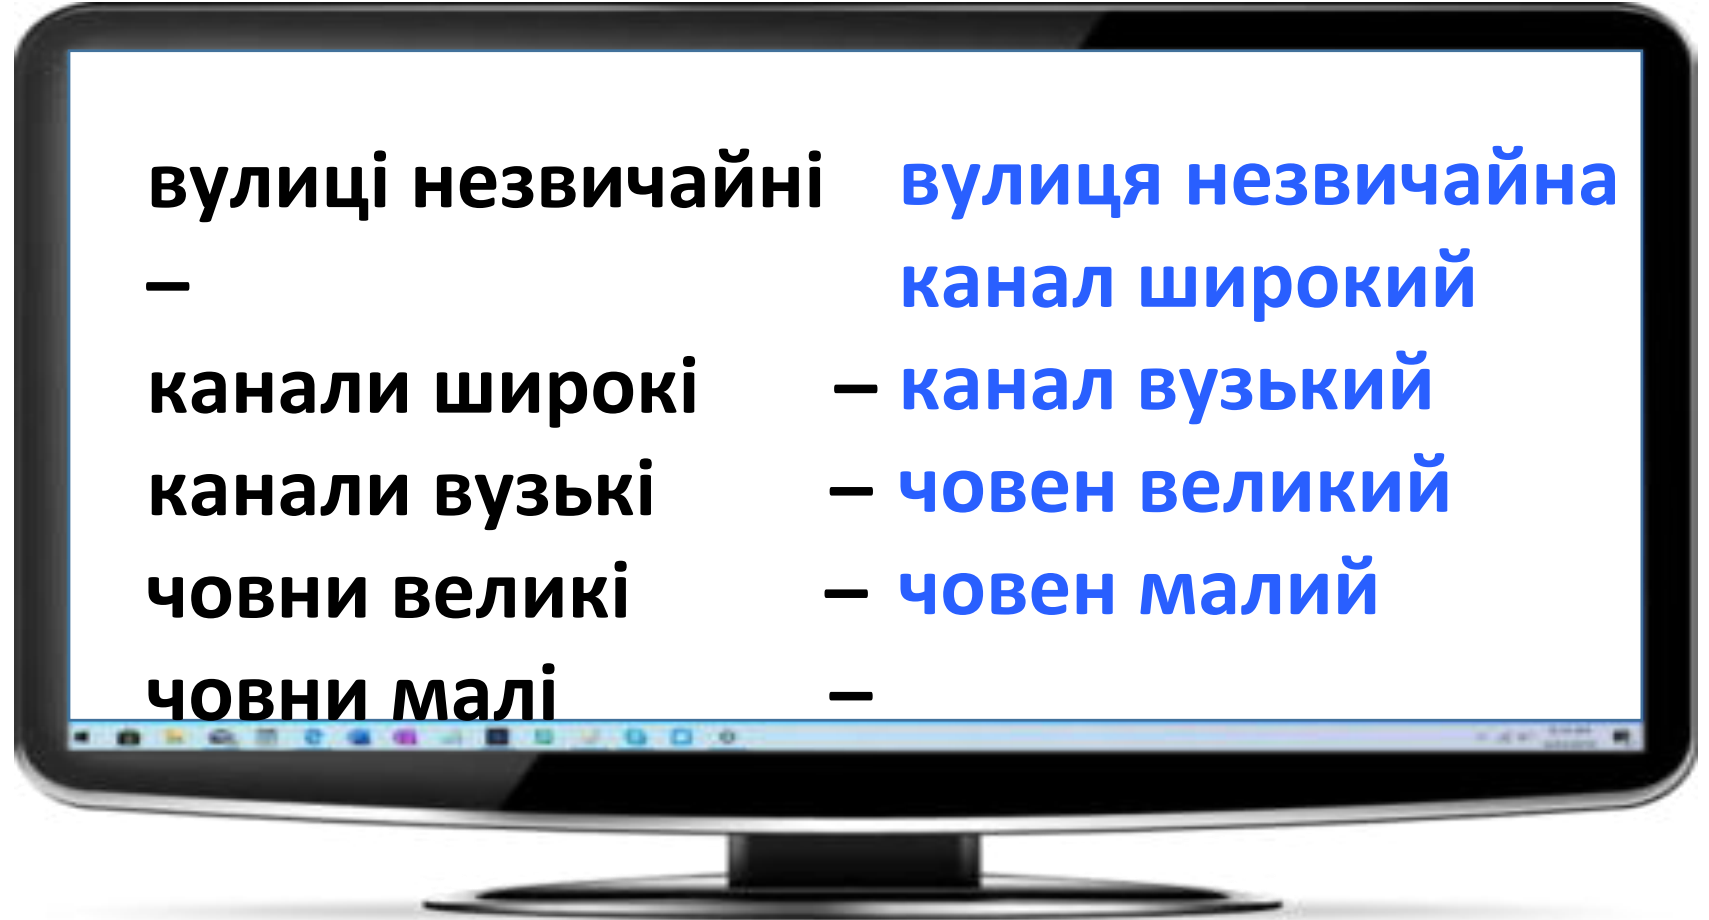 вулиці незвичайні
–
канали широкі –
канали вузькі –
човни великі –
човни малі –
вулиця незвичайна
канал широкий
канал вузький
човен великий
човен малий